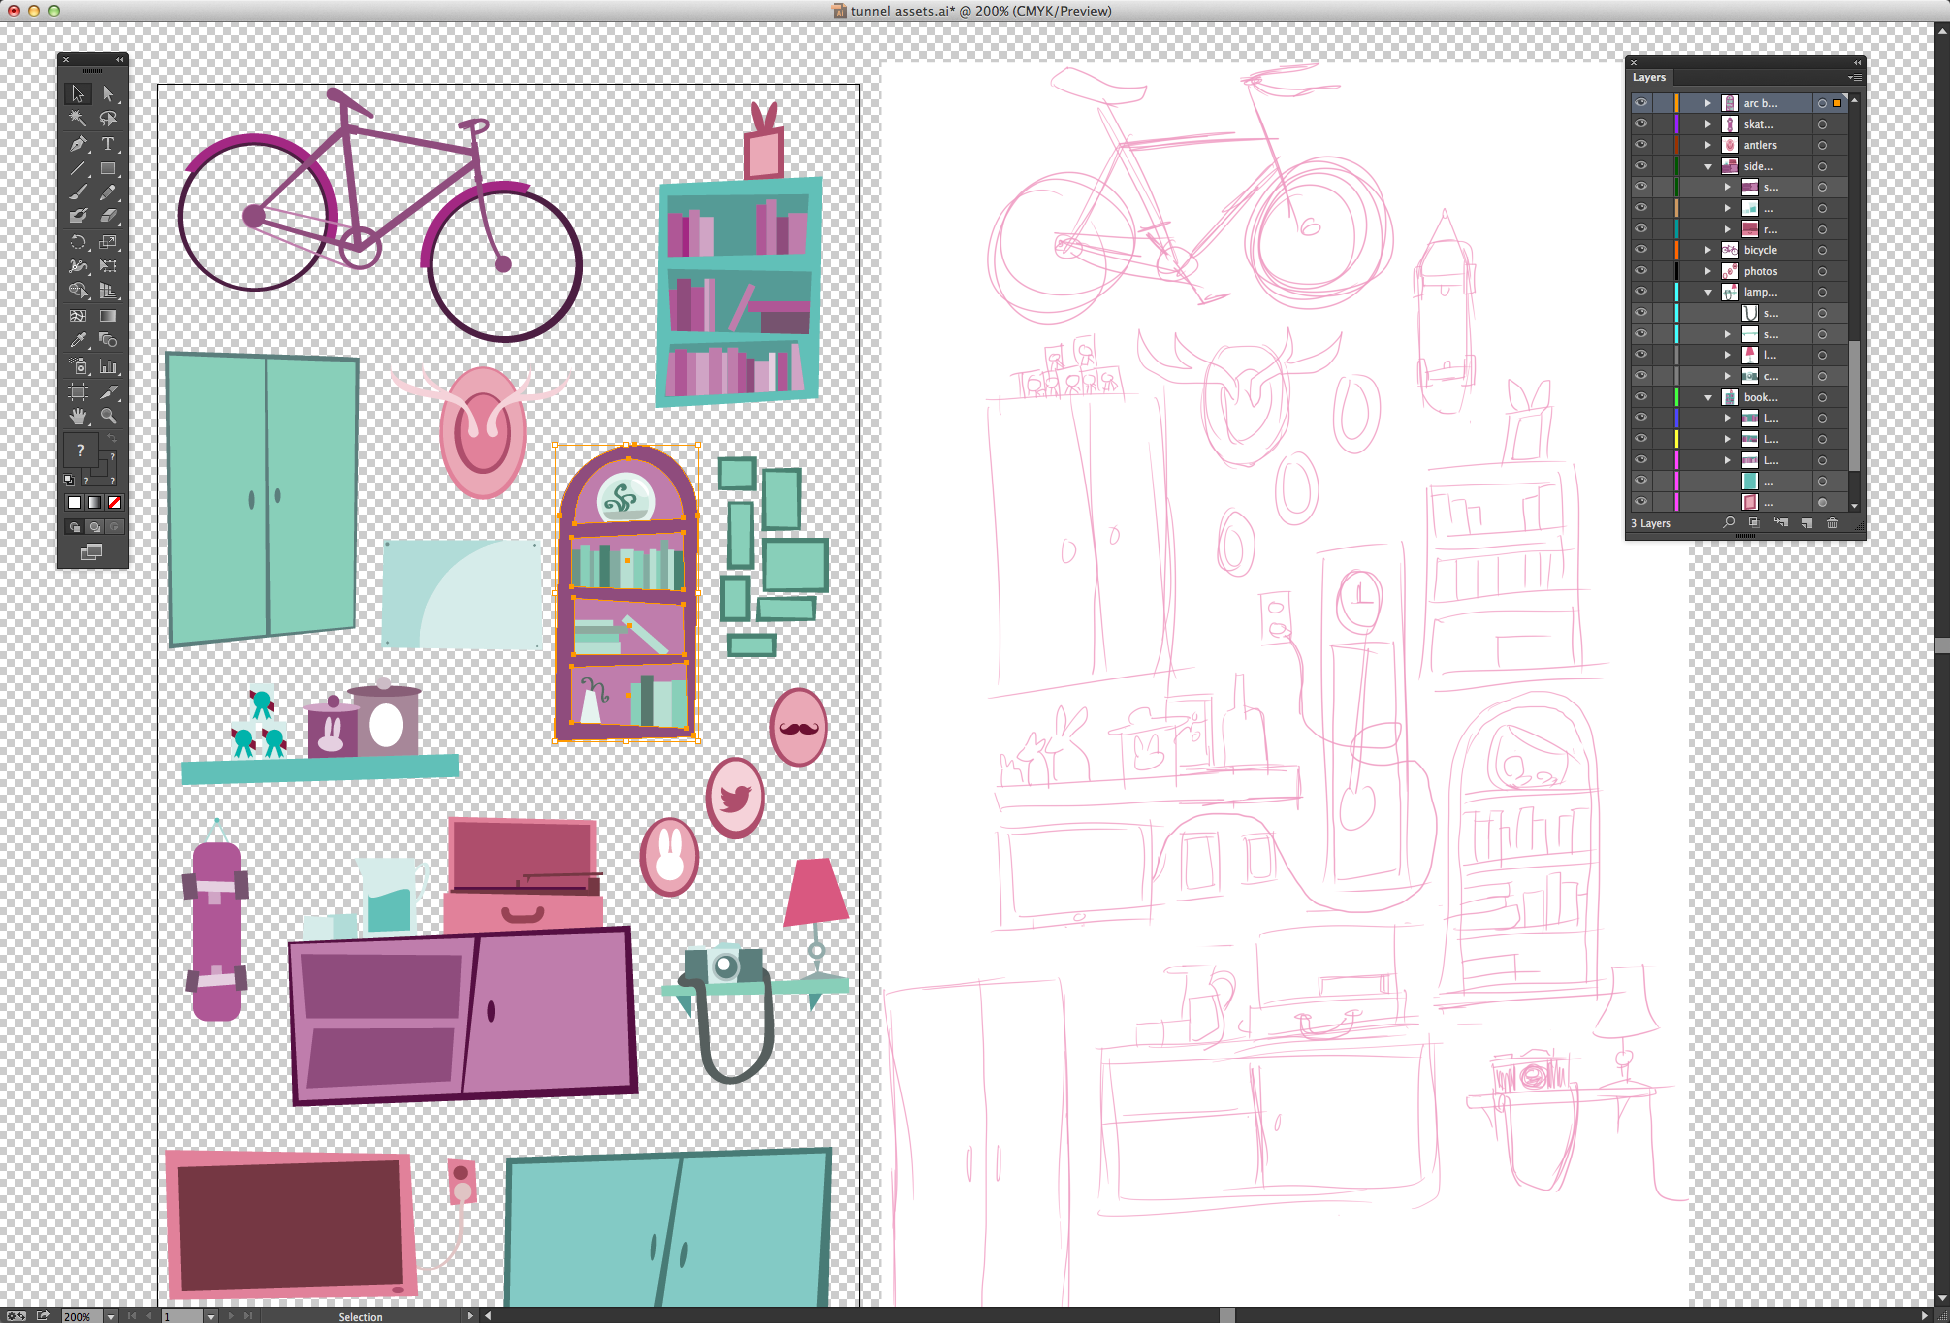 tunnel assets.ai* @ 200% (CMYK/Preview)
Layers
arc b...
skat...
antlers
side...
s...
...
r...
bicycle
photos
lamp...
s...
s...
l...
c...
book...
L...
L...
L...
...
...
3 Layers
T
?
?
?
200%
1
Selection